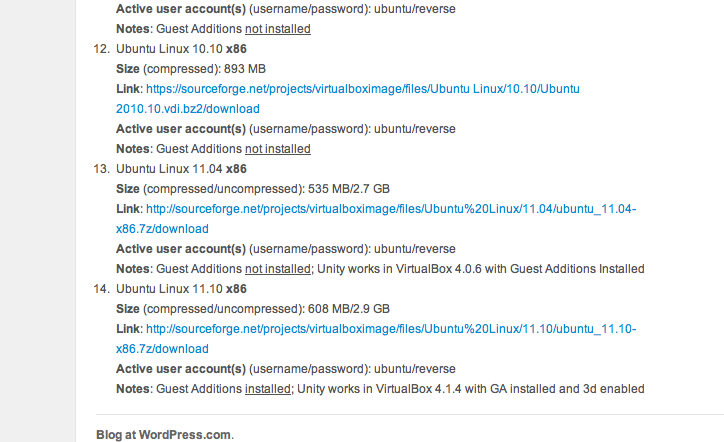 Active user account(s) (username/password): ubuntu/reverse
Notes: Guest Additions not installed
12. Ubuntu Linux 10.10 x86
Size (compressed): 893 MB
Link: https://sourceforge.net/projects/virtualboximage/files/Ubuntu Linux/10.10/Ubuntu
2010.10.vdi.bz2/download
Active user account(s) (username/password): ubuntu/reverse
Notes: Guest Additions not installed
13. Ubuntu Linux 11.04 x86
Size (compressed/uncompressed): 535 MB/2.7 GB
Link: http://sourceforge.net/projects/virtualboximage/files/Ubuntu%20Linux/11.04/ubuntu_11.04-
x86.7z/download
Active user account(s) (username/password): ubuntu/reverse
Notes: Guest Additions not installed; Unity works in VirtualBox 4.0.6 with Guest Additions Installed
14. Ubuntu Linux 11.10 x86
Size (compressed/uncompressed): 608 MB/2.9 GB
Link: http://sourceforge.net/projects/virtualboximage/files/Ubuntu%20Linux/11.10/ubuntu_11.10-
x86.7z/download
Active user account(s) (username/password): ubuntu/reverse
Notes: Guest Additions installed; Unity works in VirtualBox 4.1.4 with GA installed and 3d enabled
Blog at WordPress.com.